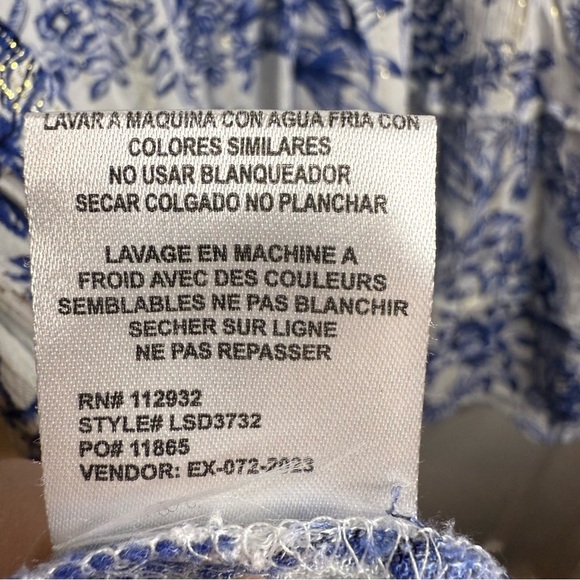 LAVAR A MAQUINA CON AGUA FRIA CON
COLORES SIMILARES
NO USAR BLANQUEADOR
SECAR COLGADO NO PLANCHAR
LAVAGE EN MACHINE A
FROID AVEC DES COULEURS
SEMBLABLES NE PAS BLANCHIR
SECHER SUR LIGNE
NE PAS REPASSER
RN# 112932
STYLE# LSD3732
PO# 11865
VENDOR: EX-072-2023